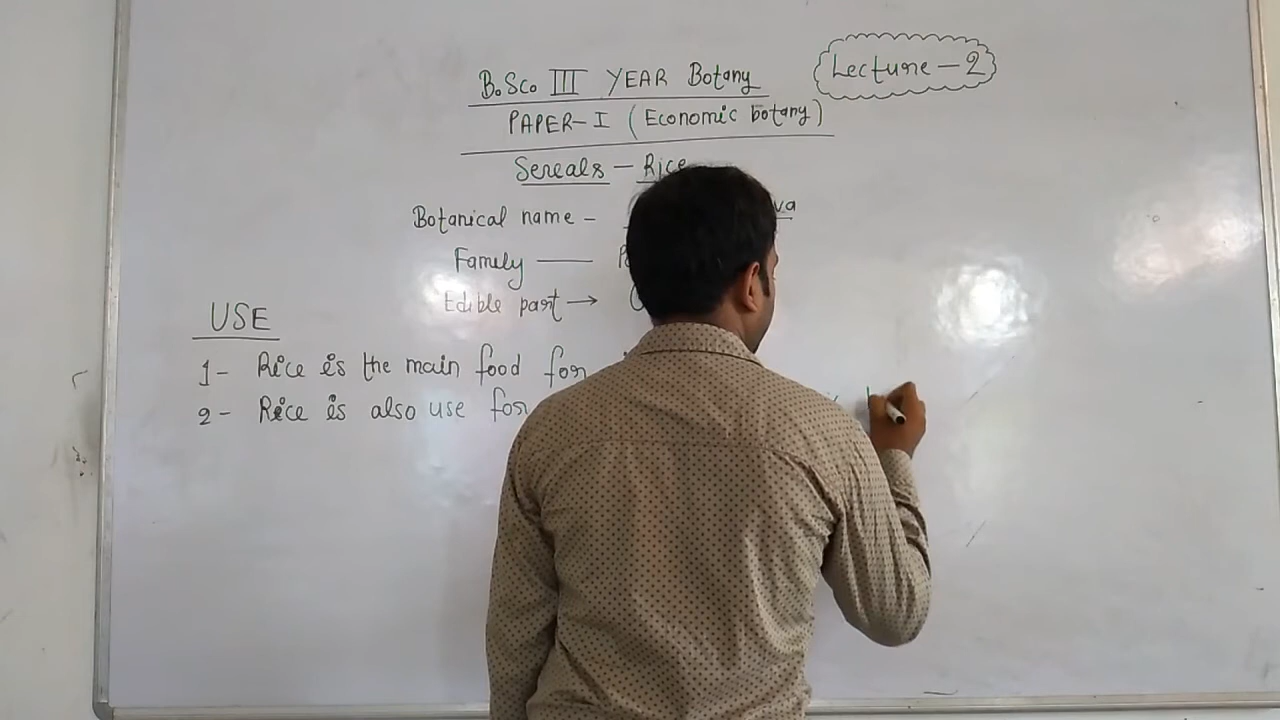 B.Sc. III YEAR Botany
Lecture-2
PAPER-I (Economic botany)
Sereals - Rice
Botanical name -
Family —
Edible part →
USE
1- Rice is the main food for
2- Rice is also use for